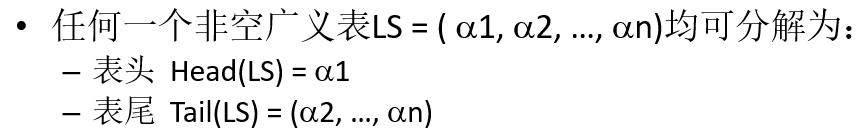 • 任何一个非空广义表LS = ( α1, α2, ..., αn)均可分解为：
– 表头 Head(LS) = α1
– 表尾 Tail(LS) = (α2, ..., αn)